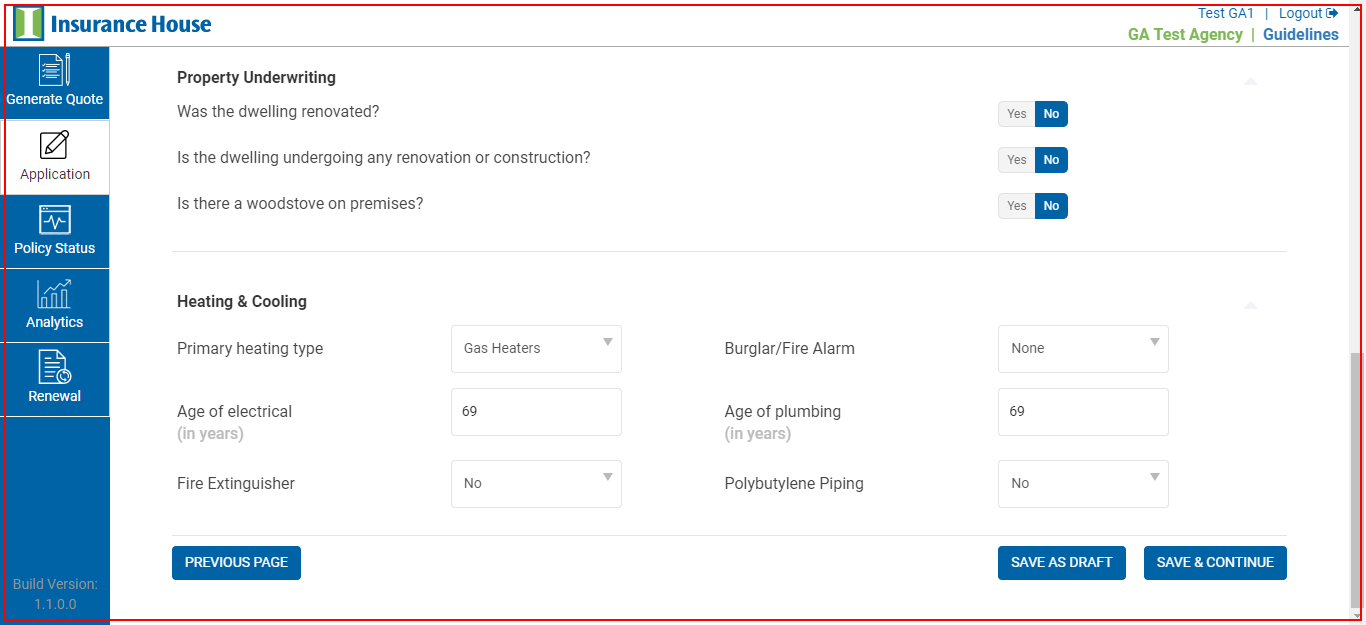 Insurance House
Test GA1 | Logout
GA Test Agency | Guidelines
Generate Quote
Application
Policy Status
Analytics
Renewal
Build Version:
1.1.0.0
Property Underwriting
Was the dwelling renovated? Yes No
Is the dwelling undergoing any renovation or construction? Yes No
Is there a woodstove on premises? Yes No
Heating & Cooling
Primary heating type Gas Heaters Burglar/Fire Alarm None
Age of electrical 69 Age of plumbing 69
(in years) (in years)
Fire Extinguisher No Polybutylene Piping No
PREVIOUS PAGE SAVE AS DRAFT SAVE & CONTINUE